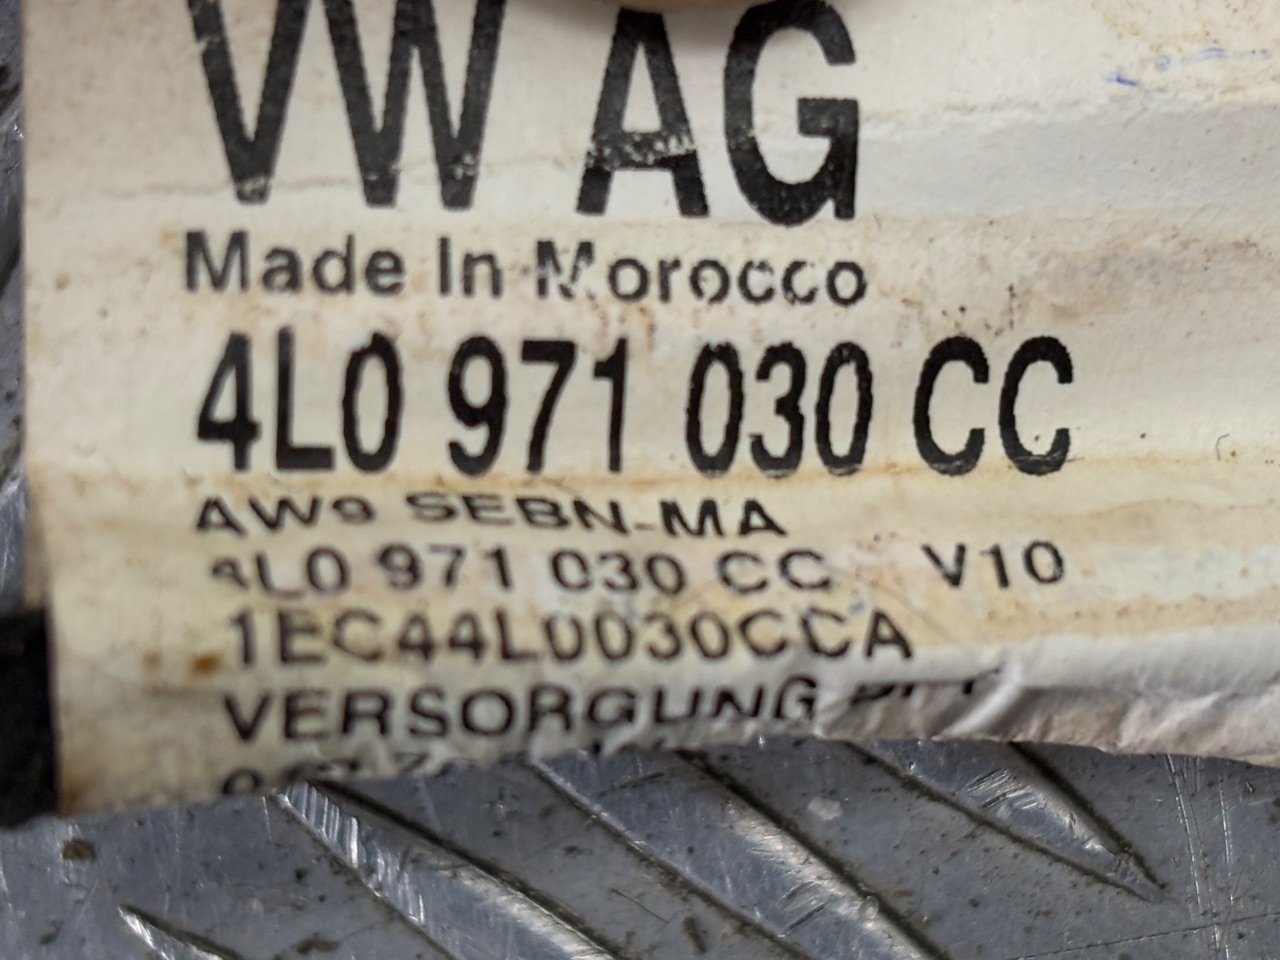 VW AG
Made In Morocco
4L0 971 030 CC
AW9 SEBN-MA
4L0 971 030 CC V10
1EC44L0030CCA
VERSORGUNG